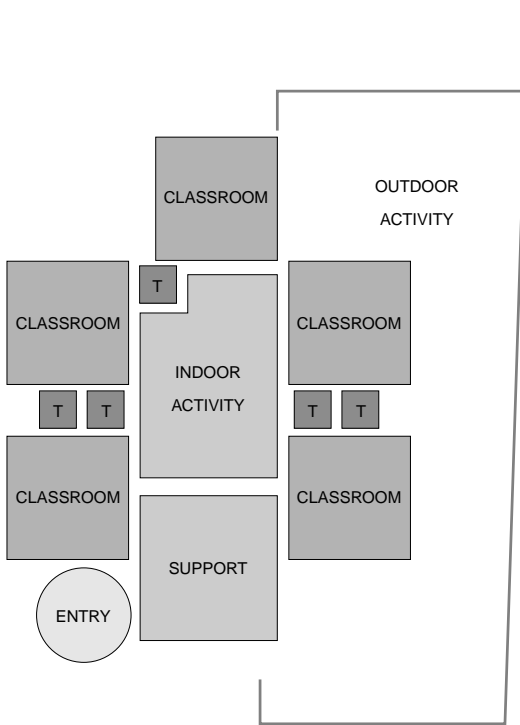 OUTDOOR
ACTIVITY
CLASSROOM
T
CLASSROOM
CLASSROOM
INDOOR
ACTIVITY
T
T
T
T
CLASSROOM
CLASSROOM
SUPPORT
ENTRY